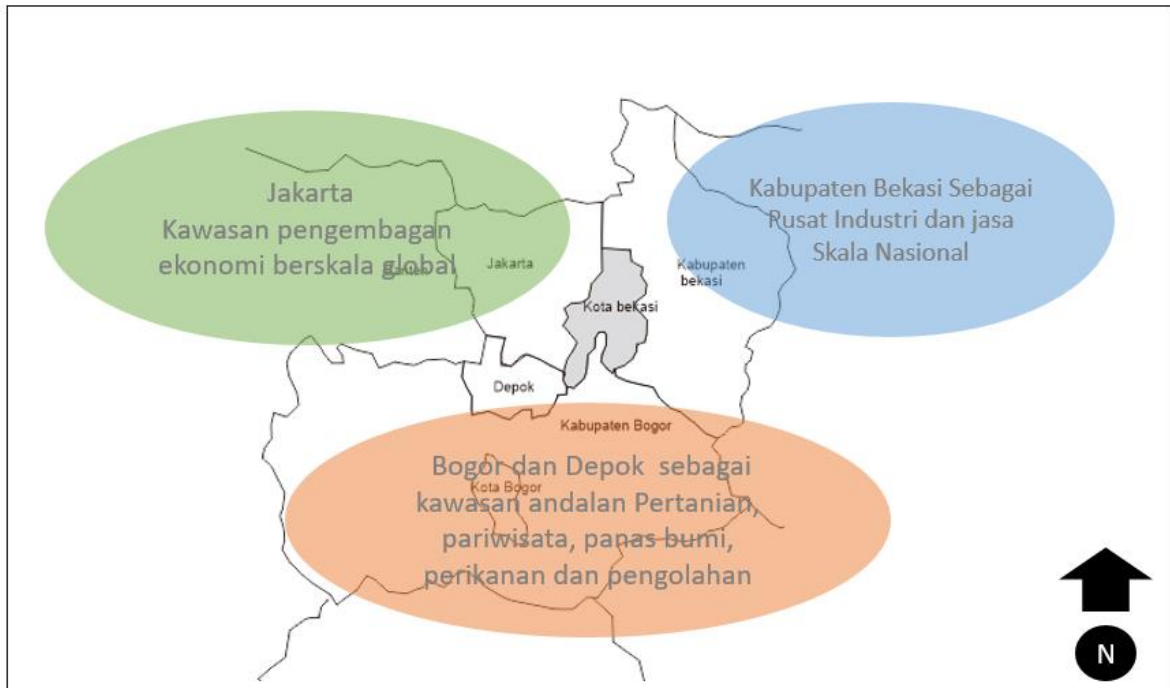 Jakarta
Kawasan pengembagan
ekonomi berskala global
Banten
Jakarta
Kabupaten Bekasi Sebagai
Pusat Industri dan jasa
Skala Nasional
Kabupaten
bekasi
Kota bekasi
Depok
Kabupaten Bogor
Bogor dan Depok sebagai
Kota Bogor
kawasan andalan Pertanian,
pariwisata, panas bumi,
perikanan dan pengolahan
N